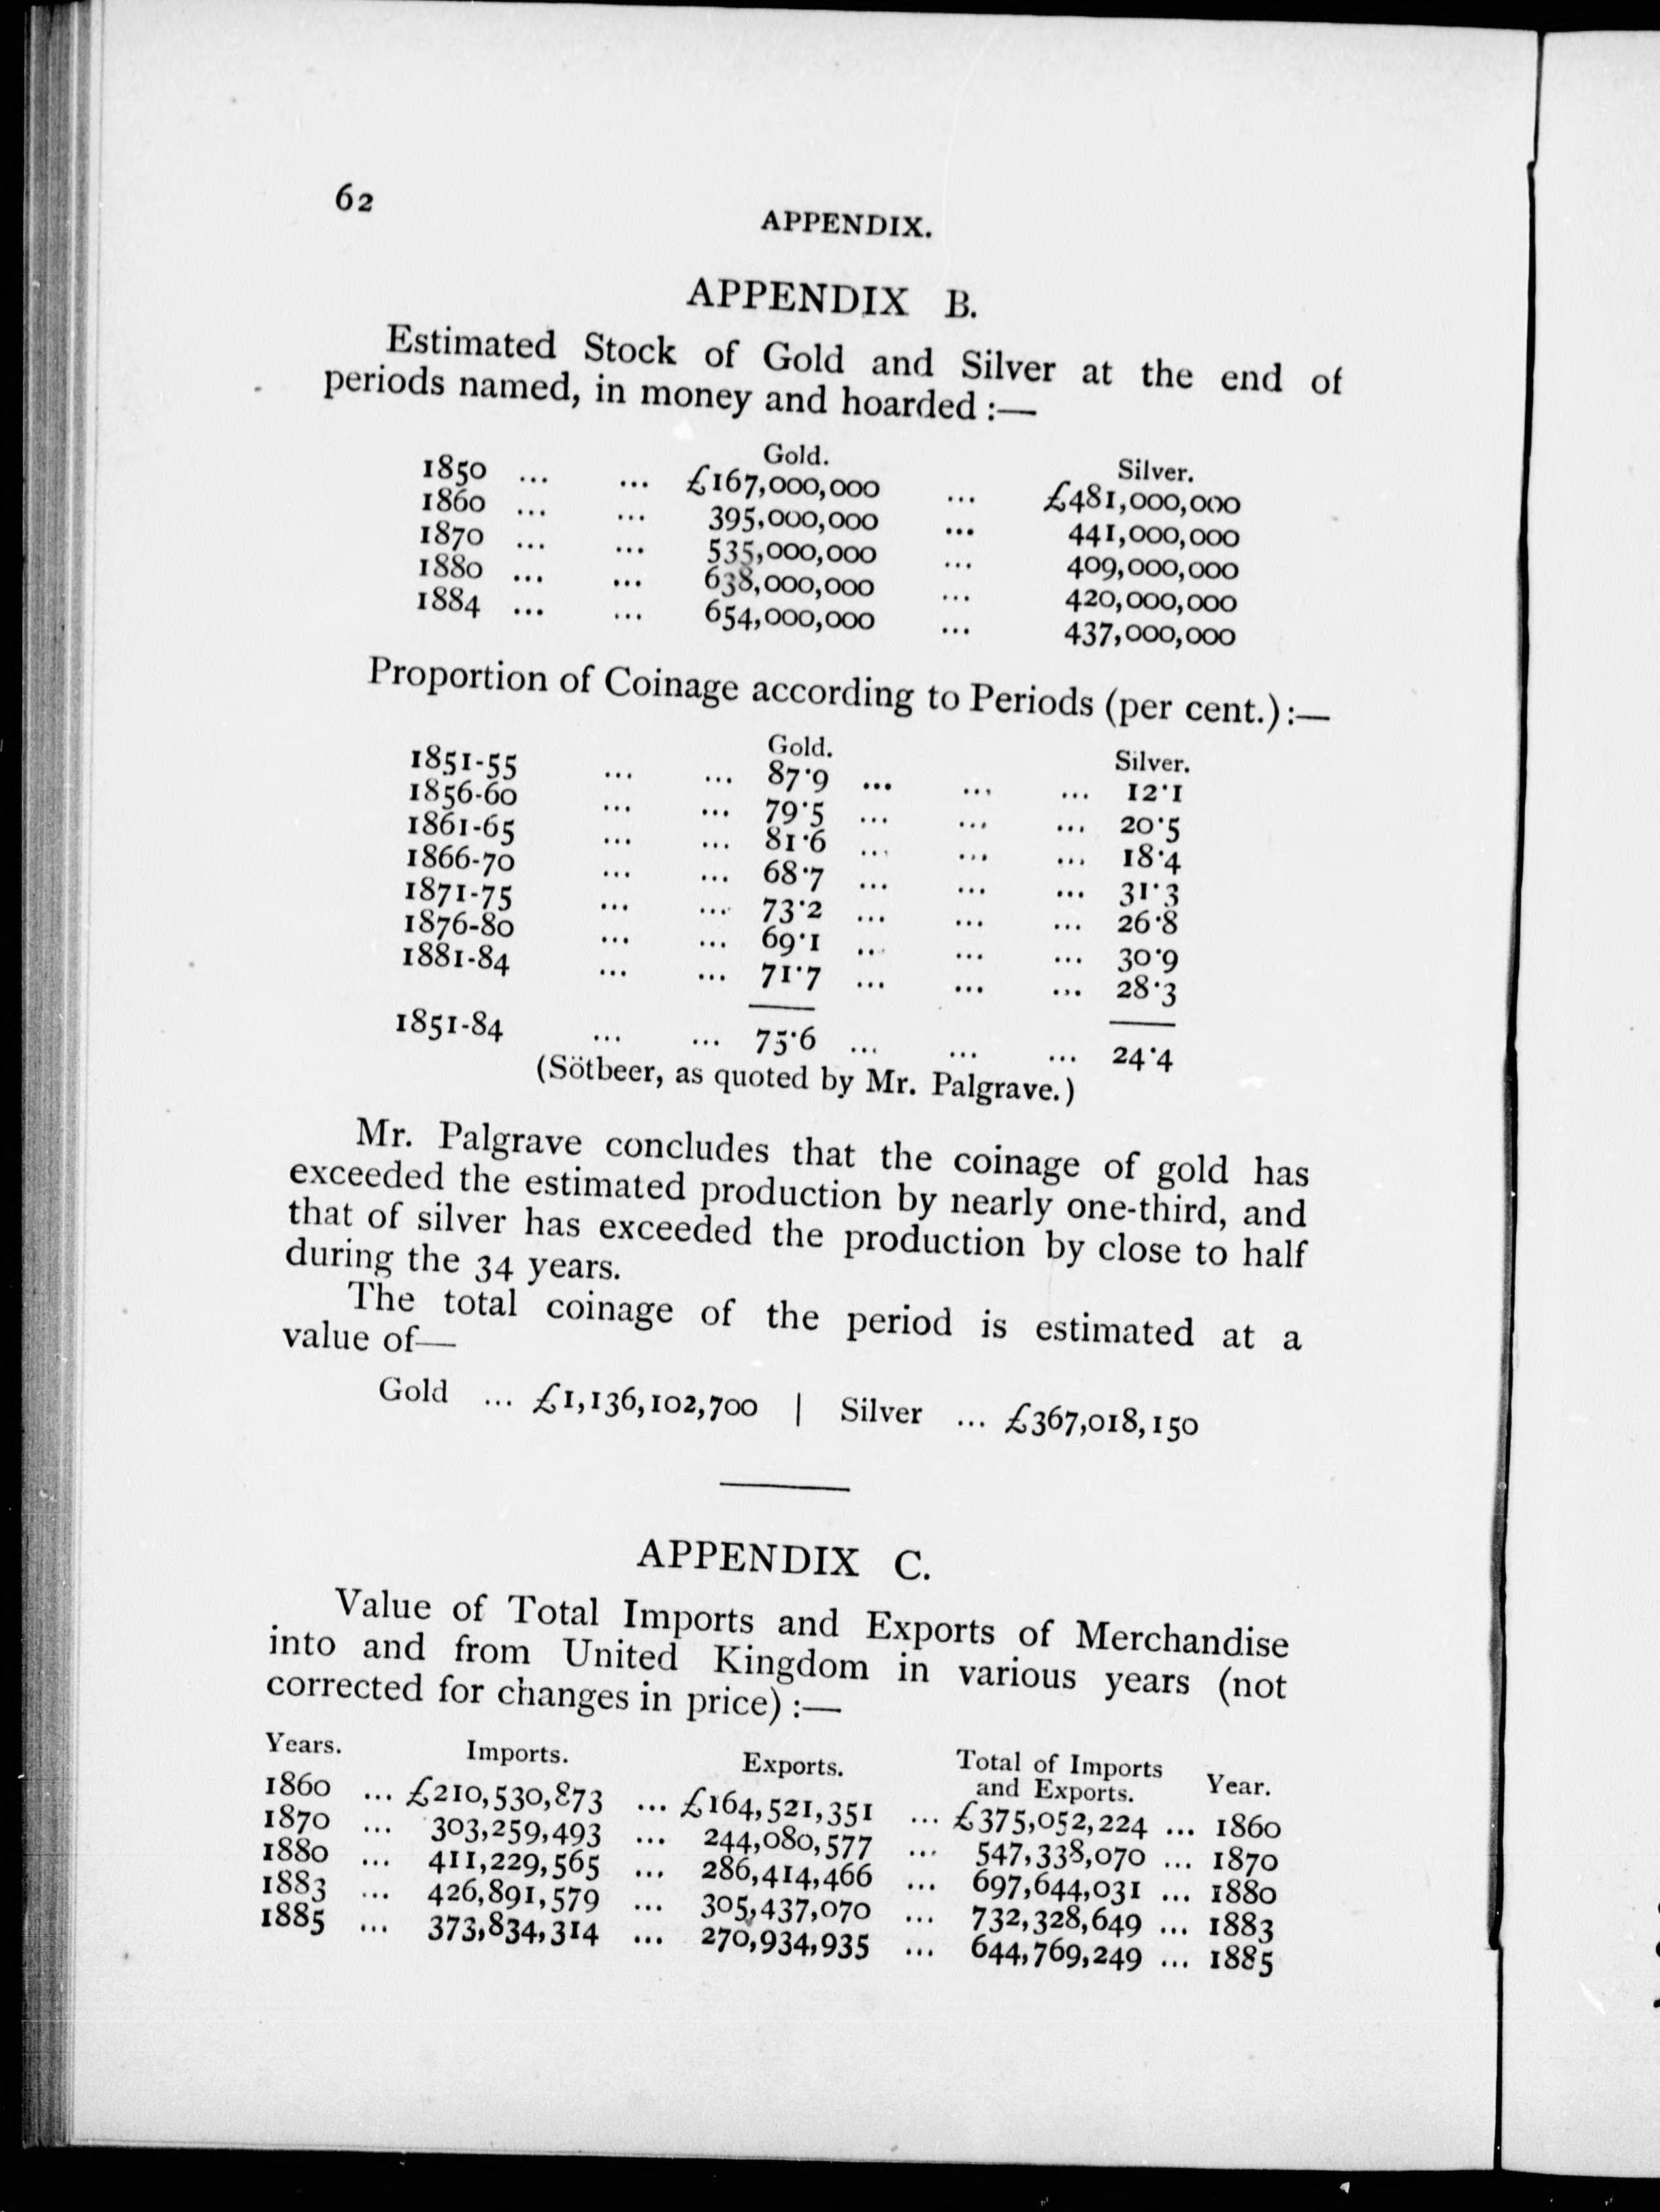 62
APPENDIX.
APPENDIX B.
Estimated Stock of Gold and Silver at the end of
periods named, in money and hoarded :—
Gold. Silver.
1850 ... ... £167,000,000 ... £481,000,000
1860 ... ... 395,000,000 ... 441,000,000
1870 ... ... 535,000,000 ... 409,000,000
1880 ... ... 638,000,000 ... 420,000,000
1884 ... ... 654,000,000 ... 437,000,000
Proportion of Coinage according to Periods (per cent.) :—
Gold. Silver.
1851-55 ... ... 87·9 ... ... ... 12·1
1856-60 ... ... 79·5 ... ... ... 20·5
1861-65 ... ... 81·6 ... ... ... 18·4
1866-70 ... ... 68·7 ... ... ... 31·3
1871-75 ... ... 73·2 ... ... ... 26·8
1876-80 ... ... 69·1 ... ... ... 30·9
1881-84 ... ... 71·7 ... ... ... 28·3
1851-84 ... ... 75·6 ... ... ... 24·4
(Sötbeer, as quoted by Mr. Palgrave.)
Mr. Palgrave concludes that the coinage of gold has
exceeded the estimated production by nearly one-third, and
that of silver has exceeded the production by close to half
during the 34 years.
The total coinage of the period is estimated at a
value of—
Gold ... £1,136,102,700 | Silver ... £367,018,150
APPENDIX C.
Value of Total Imports and Exports of Merchandise
into and from United Kingdom in various years (not
corrected for changes in price) :—
Years. Imports. Exports. Total of Imports
and Exports. Year.
1860 ... £210,530,873 ... £164,521,351 ... £375,052,224 ... 1860
1870 ... 303,259,493 ... 244,080,577 ... 547,338,070 ... 1870
1880 ... 411,229,565 ... 286,414,466 ... 697,644,031 ... 1880
1883 ... 426,891,579 ... 305,437,070 ... 732,328,649 ... 1883
1885 ... 373,834,314 ... 270,934,935 ... 644,769,249 ... 1885